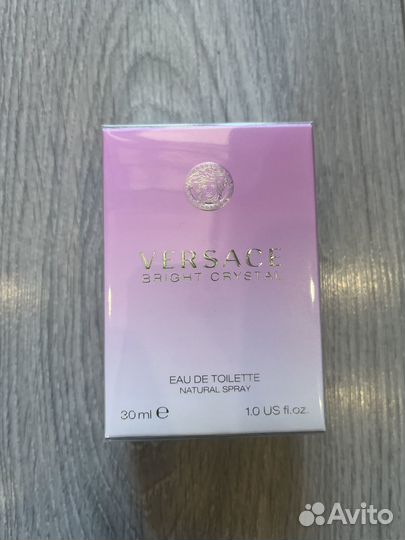 VERSACE
BRIGHT CRYSTAL
EAU DE TOILETTE
NATURAL SPRAY
30 ml ℮ 1.0 US fl.oz.
Avito